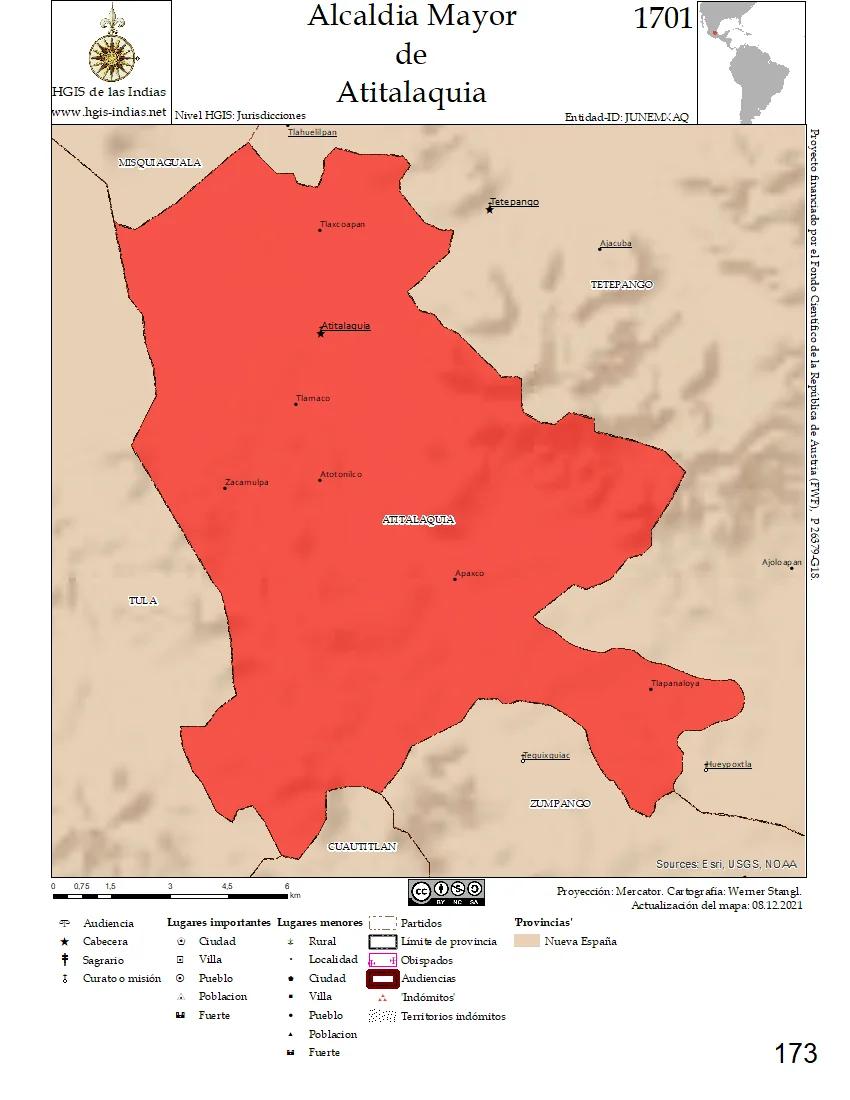 Alcaldia Mayor
de
Atitalaquia
1701
HGIS de las Indias
www.hgis-indias.net
Nivel HGIS: Jurisdicciones
Entidad-ID: JUNEMXAQ
Tlahuelilpan
MISQUIAGUALA
Tetepango
Tlaxcoapan
Ajacuba
TETEPANGO
Atitalaquia
Tlamaco
Atotonilco
Zacamulpa
ATITALAQUIA
Ajoloapan
Apaxco
TULA
Tlapanaloya
Tequixquiac
Hueypoxtla
ZUMPANGO
CUAUTITLAN
Sources: Esri, USGS, NOAA
Proyecto financiado por el Fondo Científico de la República de Austria (FWF), P 26379-G18.
0 0,75 1,5 3 4,5 6
km
CC BY NC SA
Proyección: Mercator. Cartografía: Werner Stangl.
Actualización del mapa: 08.12.2021
Audiencia
Cabecera
Sagrario
Curato o misión
Lugares importantes
Ciudad
Villa
Pueblo
Poblacion
Fuerte
Lugares menores
Rural
Localidad
Ciudad
Villa
Pueblo
Poblacion
Fuerte
Partidos
Límite de provincia
Obispados
Audiencias
'Indómitos'
Territorios indómitos
'Provincias'
Nueva España
173